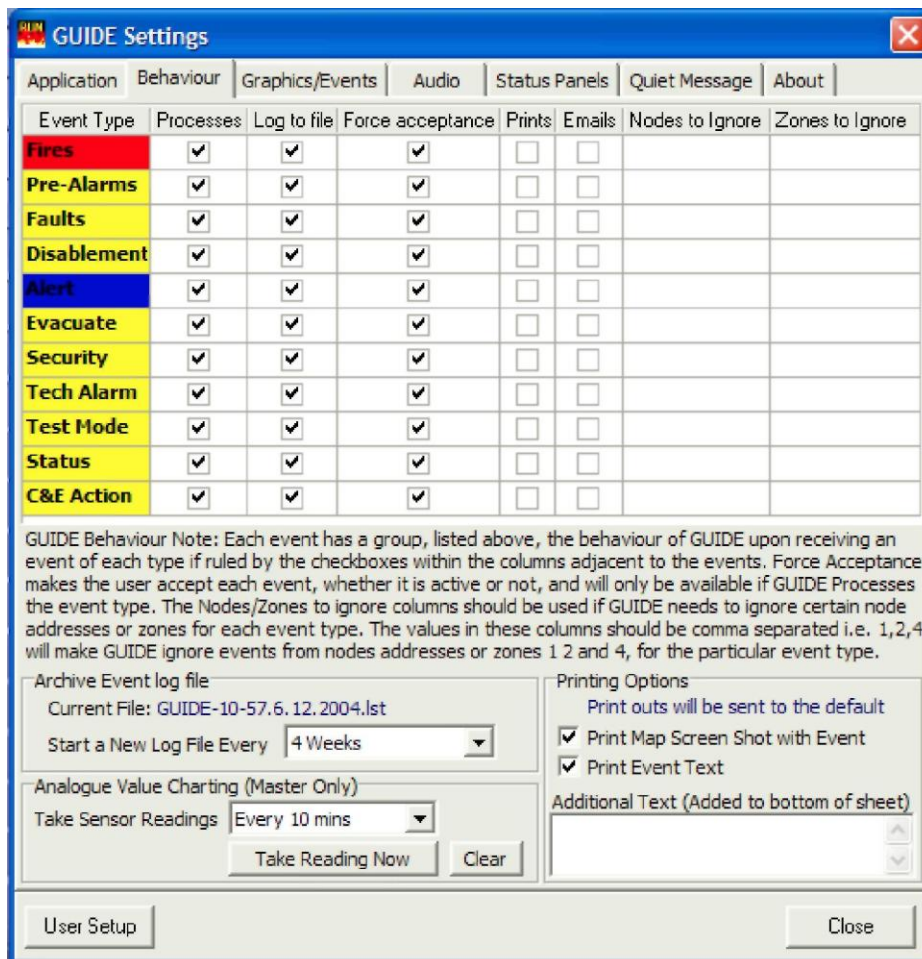 RUN
GUIDE Settings
Application Behaviour Graphics/Events Audio Status Panels Quiet Message About
Event Type Processes Log to file Force acceptance Prints Emails Nodes to Ignore Zones to Ignore
Fires
Pre-Alarms
Faults
Disablement
Alert
Evacuate
Security
Tech Alarm
Test Mode
Status
C&E Action
GUIDE Behaviour Note: Each event has a group, listed above, the behaviour of GUIDE upon receiving an
event of each type if ruled by the checkboxes within the columns adjacent to the events. Force Acceptance
makes the user accept each event, whether it is active or not, and will only be available if GUIDE Processes
the event type. The Nodes/Zones to ignore columns should be used if GUIDE needs to ignore certain node
addresses or zones for each event type. The values in these columns should be comma separated i.e. 1,2,4
will make GUIDE ignore events from nodes addresses or zones 1 2 and 4, for the particular event type.
Archive Event log file
Current File: GUIDE-10-57.6.12.2004.lst
Start a New Log File Every 4 Weeks
Analogue Value Charting (Master Only)
Take Sensor Readings Every 10 mins
Take Reading Now Clear
Printing Options
Print outs will be sent to the default
Print Map Screen Shot with Event
Print Event Text
Additional Text (Added to bottom of sheet)
User Setup Close